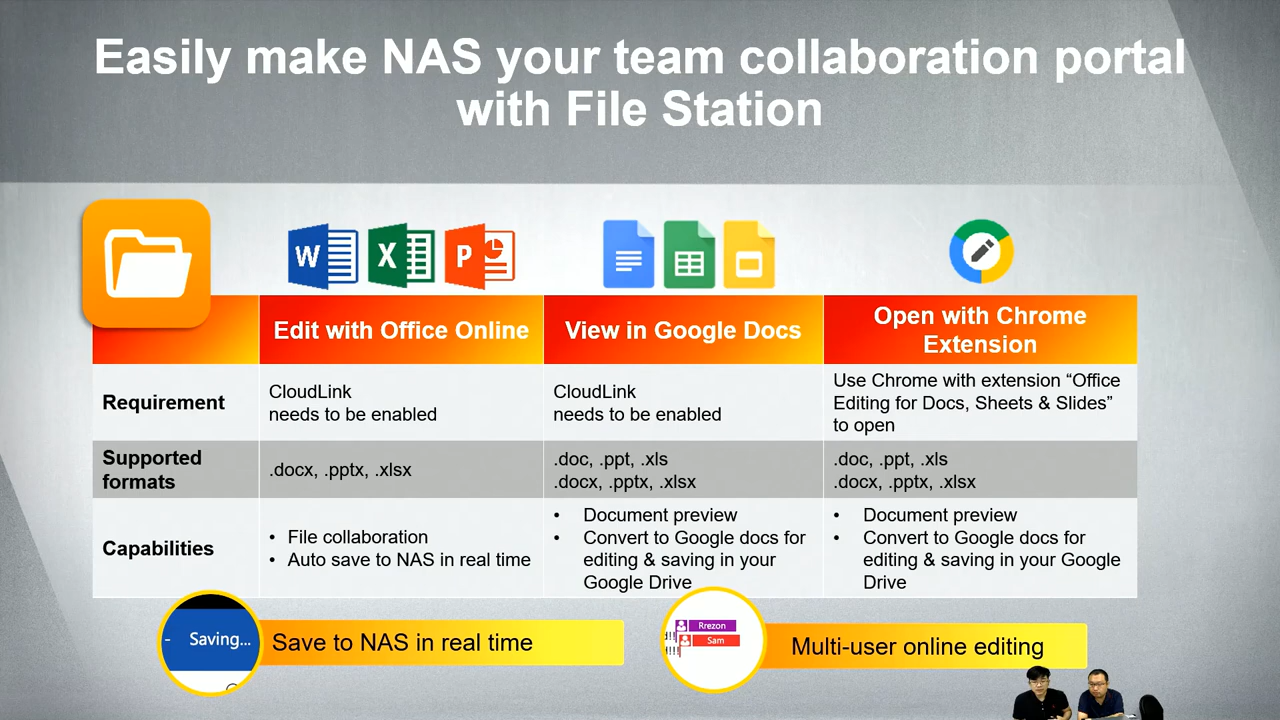 Easily make NAS your team collaboration portal
with File Station
W
X
P
Edit with Office Online
View in Google Docs
Open with Chrome
Extension
Requirement
CloudLink
needs to be enabled
CloudLink
needs to be enabled
Use Chrome with extension “Office
Editing for Docs, Sheets & Slides”
to open
Supported
formats
.docx, .pptx, .xlsx
.doc, .ppt, .xls
.docx, .pptx, .xlsx
.doc, .ppt, .xls
.docx, .pptx, .xlsx
Capabilities
• File collaboration
• Auto save to NAS in real time
• Document preview
• Convert to Google docs for
editing & saving in your
Google Drive
• Document preview
• Convert to Google docs for
editing & saving in your Google
Drive
- Saving...
Save to NAS in real time
Rrezon
Sam
Multi-user online editing